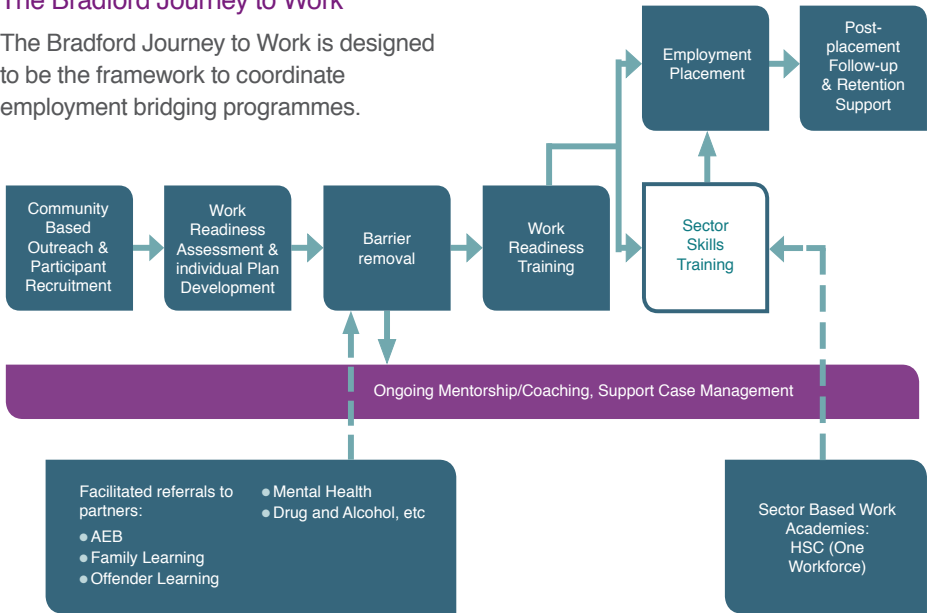 The Bradford Journey to Work
The Bradford Journey to Work is designed
to be the framework to coordinate
employment bridging programmes.
Employment
Placement
Post-
placement
Follow-up
& Retention
Support
Community
Based
Outreach &
Participant
Recruitment
Work
Readiness
Assessment &
individual Plan
Development
Barrier
removal
Work
Readiness
Training
Sector
Skills
Training
Ongoing Mentorship/Coaching, Support Case Management
Facilitated referrals to
partners:
● AEB
● Family Learning
● Offender Learning
● Mental Health
● Drug and Alcohol, etc
Sector Based Work
Academies:
HSC (One
Workforce)